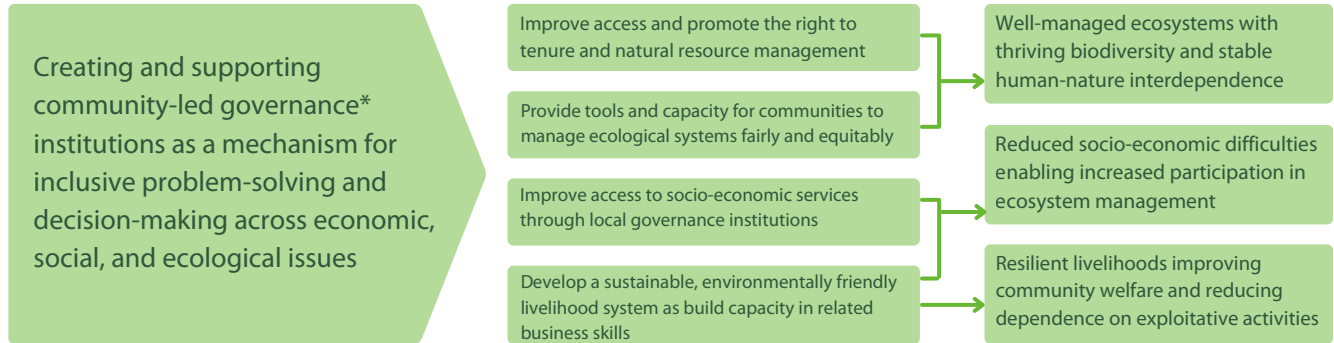 Creating and supporting
community-led governance*
institutions as a mechanism for
inclusive problem-solving and
decision-making across economic,
social, and ecological issues
Improve access and promote the right to
tenure and natural resource management
Provide tools and capacity for communities to
manage ecological systems fairly and equitably
Improve access to socio-economic services
through local governance institutions
Develop a sustainable, environmentally friendly
livelihood system as build capacity in related
business skills
Well-managed ecosystems with
thriving biodiversity and stable
human-nature interdependence
Reduced socio-economic difficulties
enabling increased participation in
ecosystem management
Resilient livelihoods improving
community welfare and reducing
dependence on exploitative activities